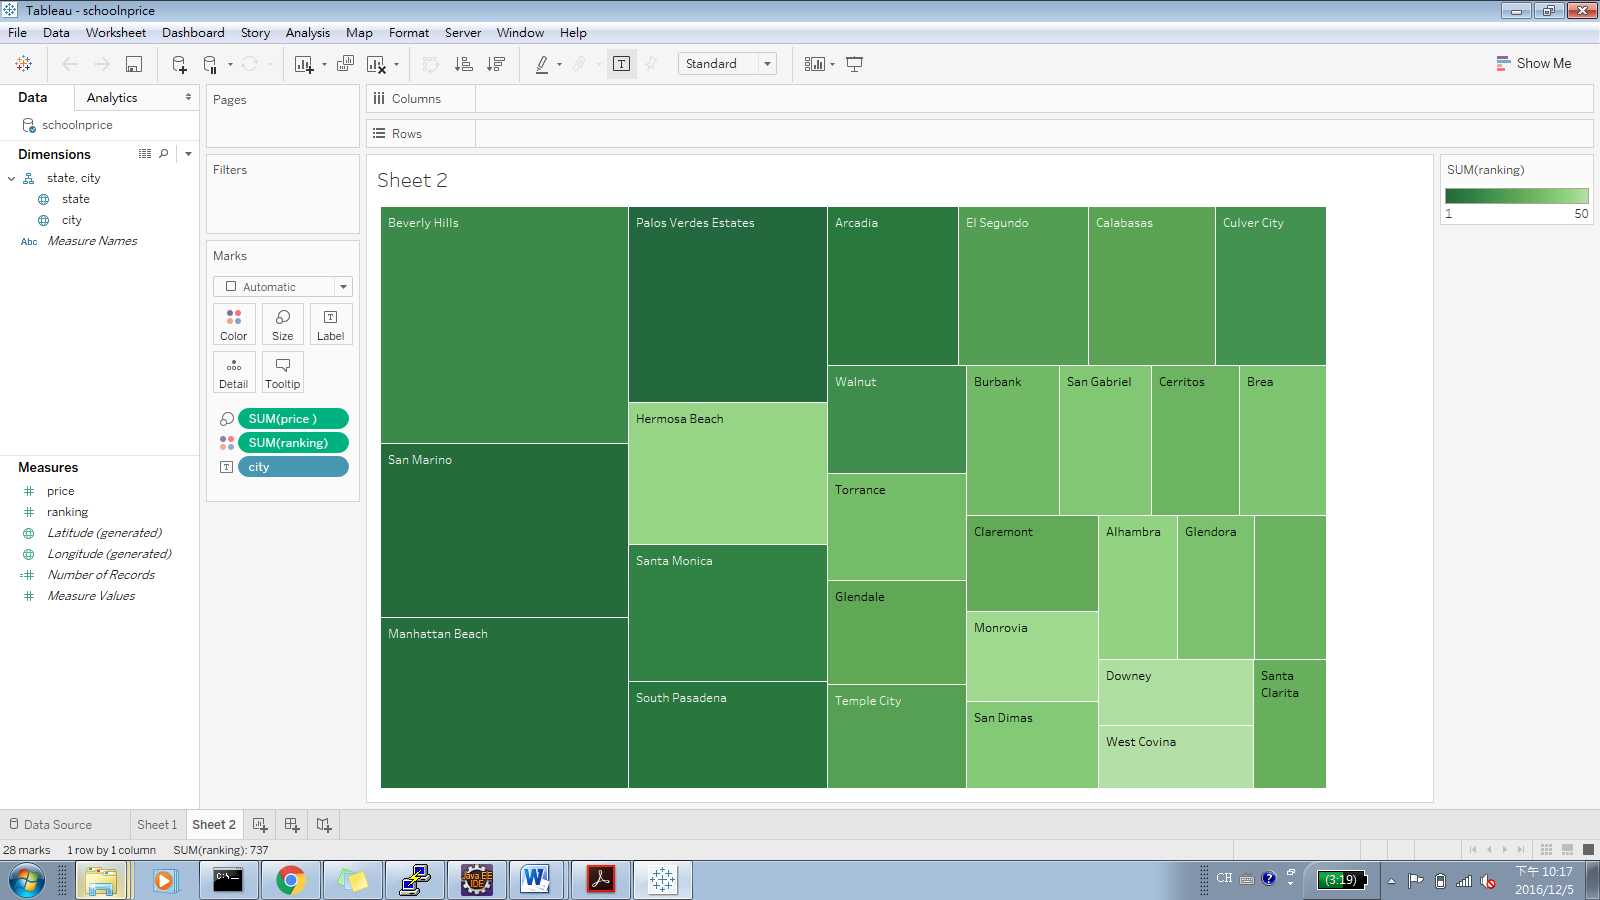 Tableau - schoolnprice
File Data Worksheet Dashboard Story Analysis Map Format Server Window Help
Standard
Show Me
Data Analytics
schoolnprice
Dimensions
state, city
state
city
Abc Measure Names
Measures
price
ranking
Latitude (generated)
Longitude (generated)
Number of Records
Measure Values
Pages
Filters
Marks
Automatic
Color Size Label
Detail Tooltip
SUM(price )
SUM(ranking)
city
Columns
Rows
Sheet 2
Beverly Hills
San Marino
Manhattan Beach
Palos Verdes Estates
Hermosa Beach
Santa Monica
South Pasadena
Arcadia
El Segundo
Calabasas
Culver City
Walnut
Torrance
Glendale
Temple City
Burbank
San Gabriel
Cerritos
Brea
Claremont
Monrovia
San Dimas
Alhambra
Glendora
Downey
West Covina
Santa
Clarita
SUM(ranking)
1 50
Data Source Sheet 1 Sheet 2
28 marks 1 row by 1 column SUM(ranking): 737
C:\_
Java EE
IDE
W
CH
(3:19)
下午 10:17
2016/12/5